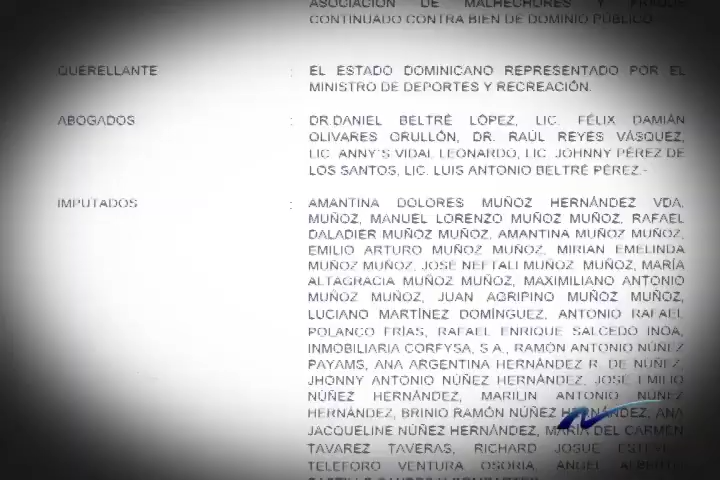 ASOCIACIÓN DE MALHECHORES Y FRAUDE
CONTINUADO CONTRA BIEN DE DOMINIO PÚBLICO.-
QUERELLANTE : EL ESTADO DOMINICANO REPRESENTADO POR EL
MINISTRO DE DEPORTES Y RECREACIÓN.
ABOGADOS : DR.DANIEL BELTRÉ LÓPEZ, LIC. FÉLIX DAMIÁN
OLIVARES GRULLÓN, DR. RAÚL REYES VÁSQUEZ,
LIC. ANNY'S VIDAL LEONARDO, LIC. JOHNNY PÉREZ DE
LOS SANTOS, LIC. LUIS ANTONIO BELTRÉ PÉREZ.-
IMPUTADOS : AMANTINA DOLORES MUÑOZ HERNÁNDEZ VDA.
MUÑOZ, MANUEL LORENZO MUÑOZ MUÑOZ, RAFAEL
DALADIER MUÑOZ MUÑOZ, AMANTINA MUÑOZ MUÑOZ,
EMILIO ARTURO MUÑOZ MUÑOZ, MIRIAN EMELINDA
MUÑOZ MUÑOZ, JOSÉ NEFTALI MUÑOZ MUÑOZ, MARÍA
ALTAGRACIA MUÑOZ MUÑOZ, MAXIMILIANO ANTONIO
MUÑOZ MUÑOZ, JUAN AGRIPINO MUÑOZ MUÑOZ,
LUCIANO MARTÍNEZ DOMÍNGUEZ, ANTONIO RAFAEL
POLANCO FRÍAS, RAFAEL ENRIQUE SALCEDO INOA,
INMOBILIARIA CORFYSA, S.A., RAMÓN ANTONIO NÚÑEZ
PAYAMS, ANA ARGENTINA HERNÁNDEZ R. DE NÚÑEZ,
JHONNY ANTONIO NÚÑEZ HERNÁNDEZ, JOSÉ EMILIO
NÚÑEZ HERNÁNDEZ, MARILIN ANTONIO NÚÑEZ
HERNÁNDEZ, BRINIO RAMÓN NÚÑEZ HERNÁNDEZ, ANA
JACQUELINE NÚÑEZ HERNÁNDEZ, MARÍA DEL CARMEN
TAVAREZ TAVERAS, RICHARD JOSUE
TELEFORO VENTURA OSORIA, ANGEL